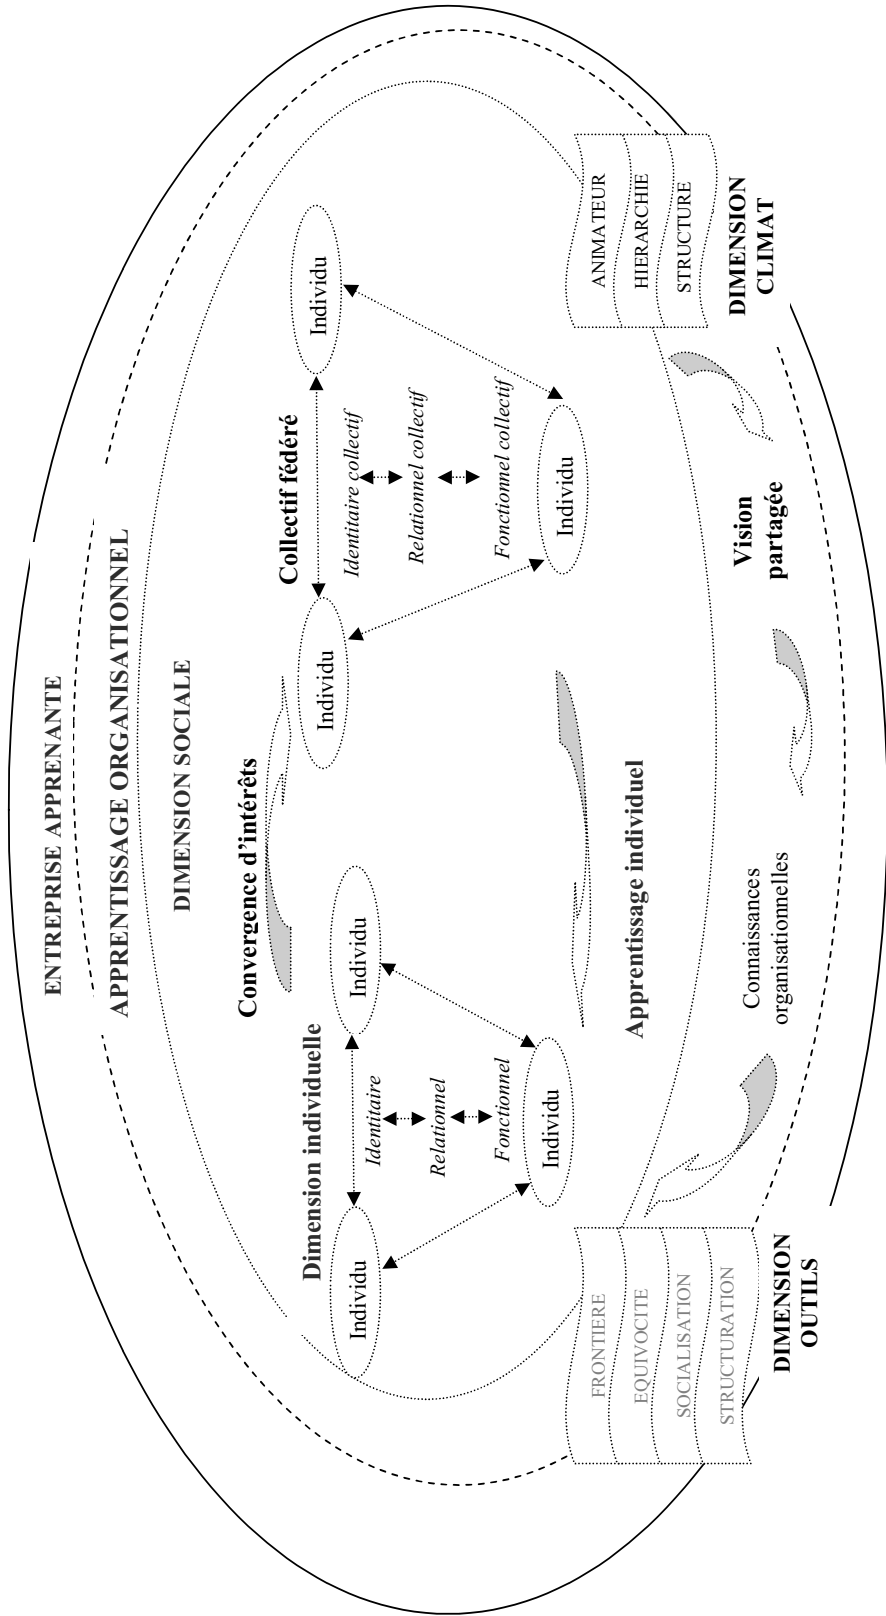 ENTREPRISE APPRENANTE
APPRENTISSAGE ORGANISATIONNEL
DIMENSION SOCIALE
Convergence d’intérêts
Dimension individuelle
Individu
Individu
Identitaire
Relationnel
Fonctionnel
Individu
Collectif fédéré
Individu
Individu
Identitaire collectif
Relationnel collectif
Fonctionnel collectif
Individu
Apprentissage individuel
FRONTIERE
EQUIVOCITE
SOCIALISATION
STRUCTURATION
DIMENSION
OUTILS
Connaissances
organisationnelles
Vision
partagée
ANIMATEUR
HIERARCHIE
STRUCTURE
DIMENSION
CLIMAT